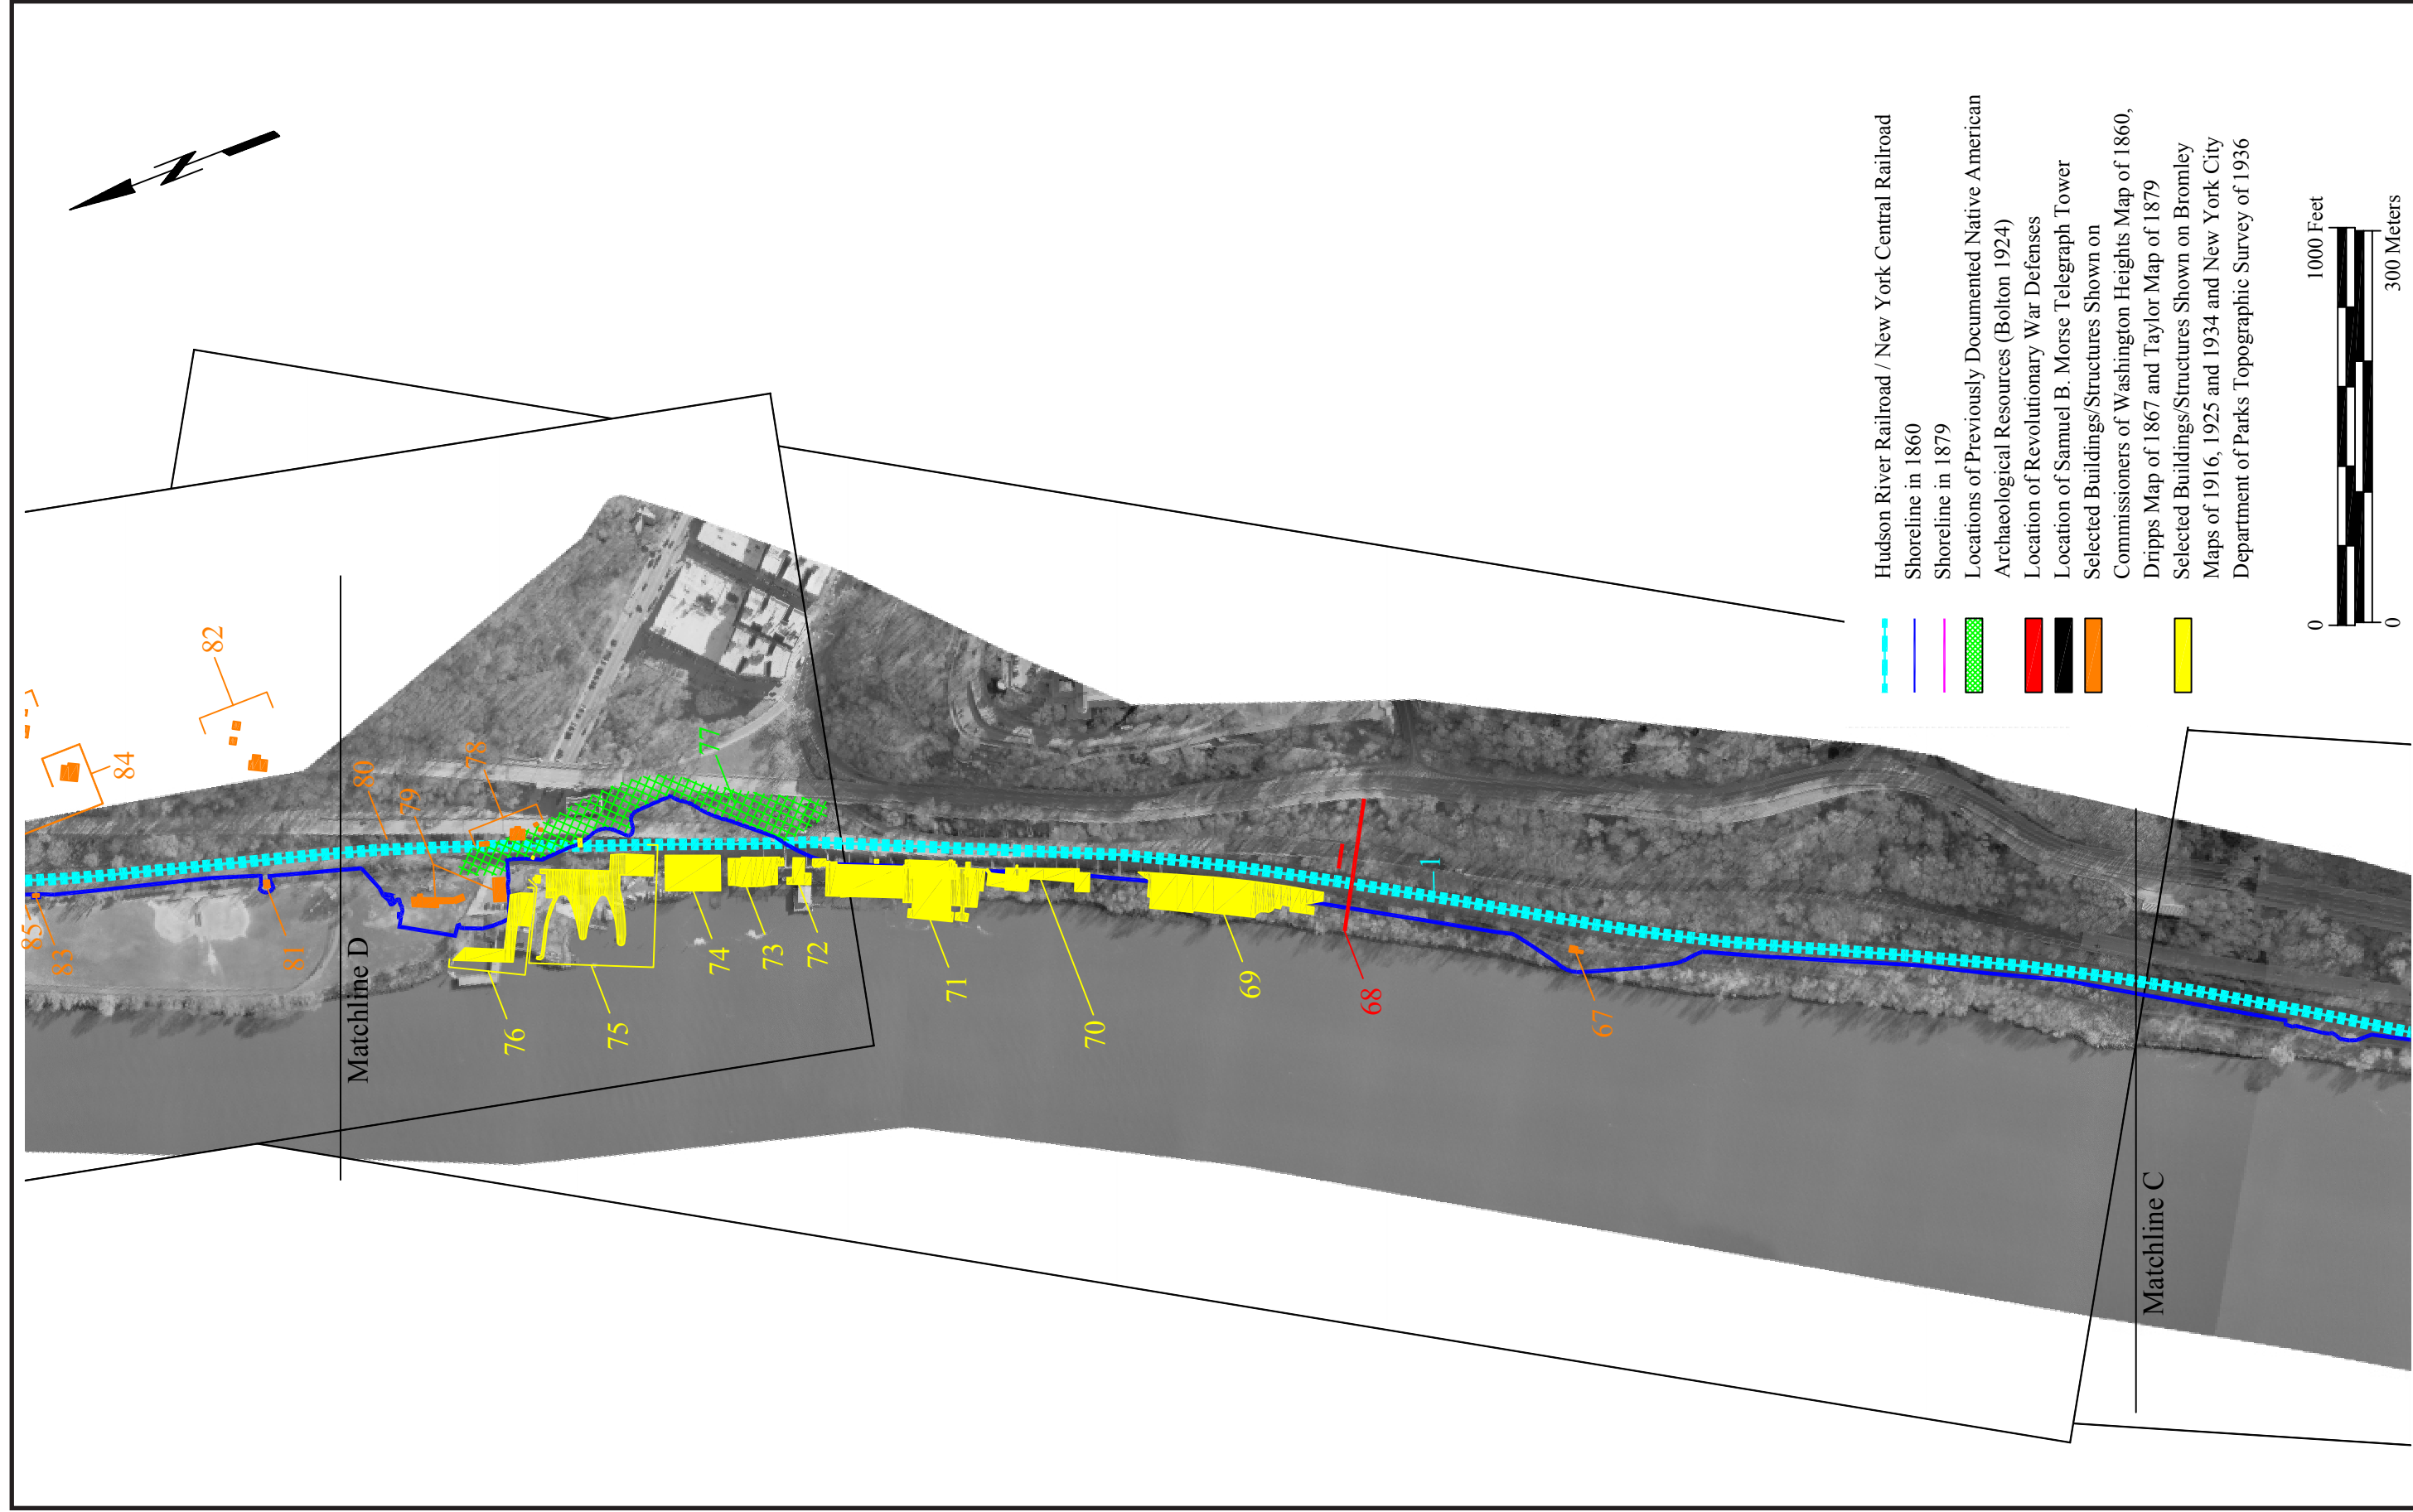 85
83
84
82
81
Matchline D
80
79
78
77
76
75
74
73
72
71
70
69
68
67
1
Matchline C
N
Hudson River Railroad / New York Central Railroad
Shoreline in 1860
Shoreline in 1879
Locations of Previously Documented Native American
Archaeological Resources (Bolton 1924)
Location of Revolutionary War Defenses
Location of Samuel B. Morse Telegraph Tower
Selected Buildings/Structures Shown on
Commissioners of Washington Heights Map of 1860,
Dripps Map of 1867 and Taylor Map of 1879
Selected Buildings/Structures Shown on Bromley
Maps of 1916, 1925 and 1934 and New York City
Department of Parks Topographic Survey of 1936
0
1000 Feet
0
300 Meters